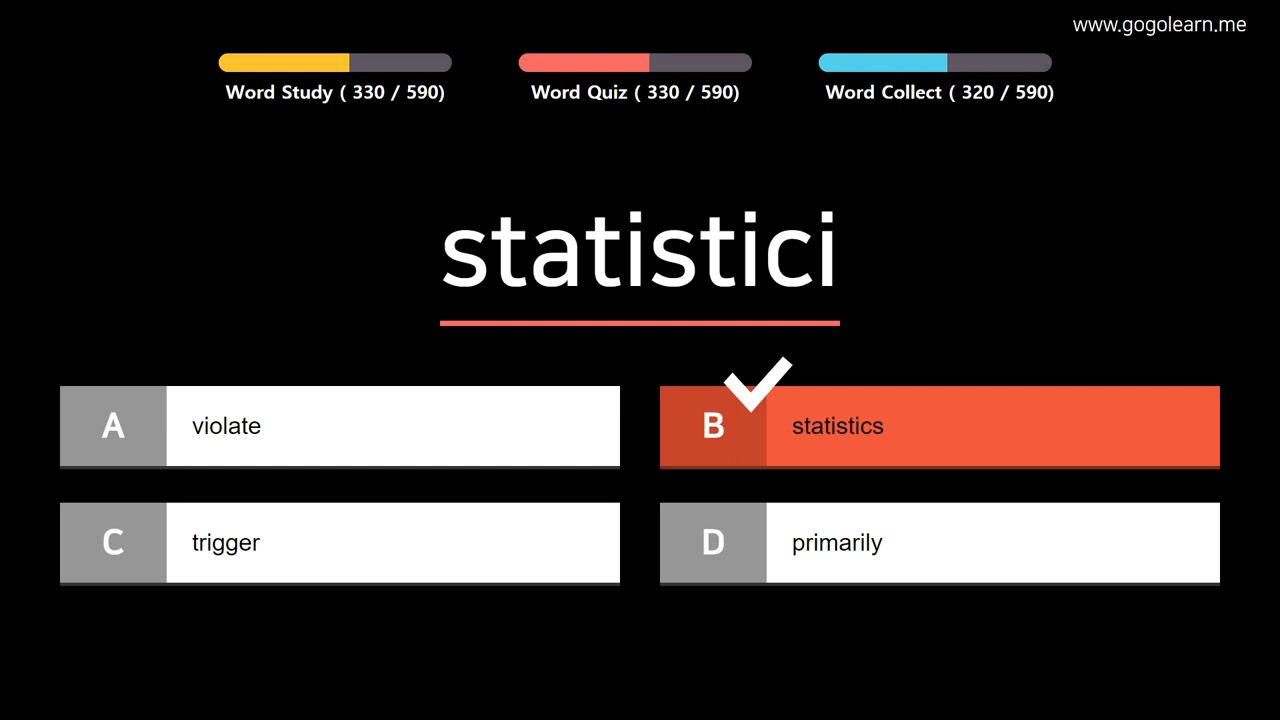 www.gogolearn.me
Word Study ( 330 / 590)
Word Quiz ( 330 / 590)
Word Collect ( 320 / 590)
statistici
A violate
B statistics
C trigger
D primarily